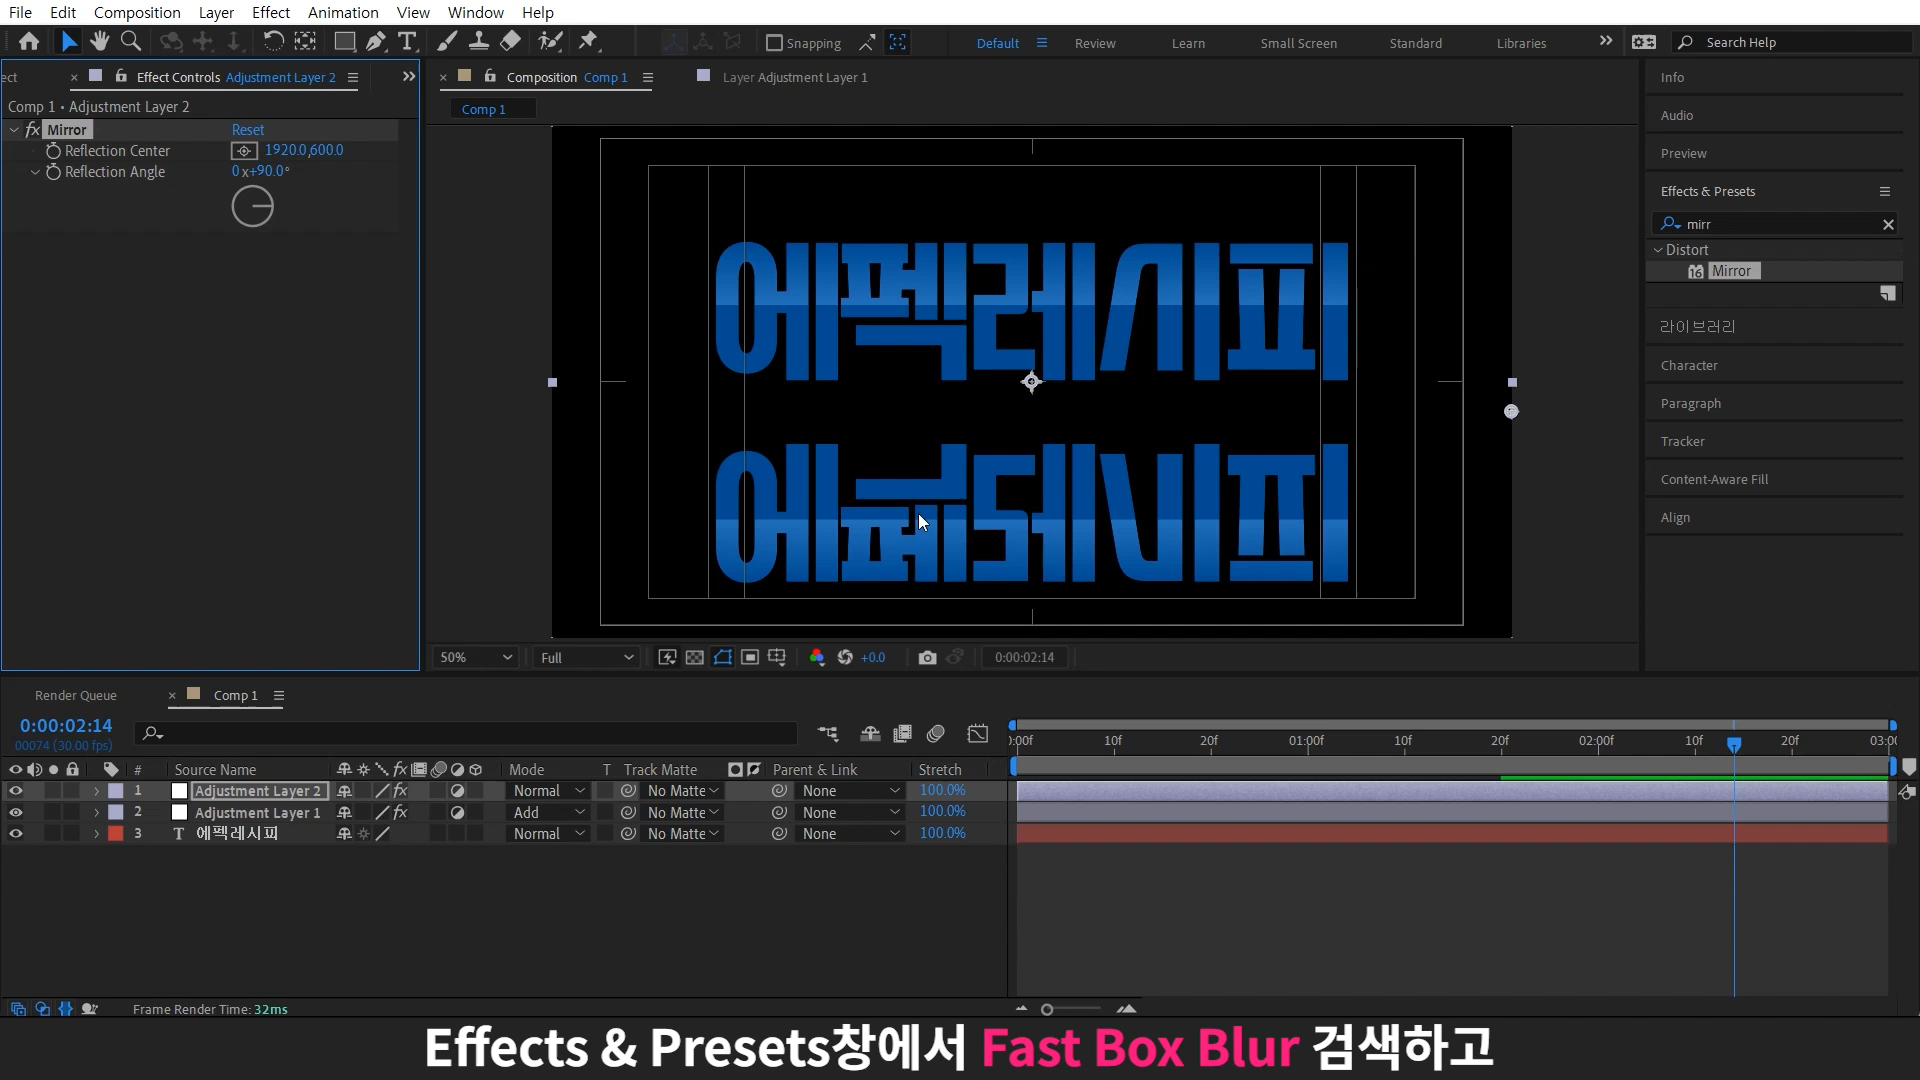 File Edit Composition Layer Effect Animation View Window Help
Snapping Default Review Learn Small Screen Standard Libraries Search Help
ect Effect Controls Adjustment Layer 2
Comp 1 • Adjustment Layer 2
fx Mirror Reset
Reflection Center 1920.0,600.0
Reflection Angle 0 x+90.0°
Composition Comp 1 Layer Adjustment Layer 1
Comp 1
에펙레시피
50% Full +0.0 0:00:02:14
Info
Audio
Preview
Effects & Presets
mirr
Distort
16 Mirror
라이브러리
Character
Paragraph
Tracker
Content-Aware Fill
Align
Render Queue Comp 1
0:00:02:14
00074 (30.00 fps)
):00f 10f 20f 01:00f 10f 20f 02:00f 10f 20f 03:00
# Source Name fx Mode T Track Matte Parent & Link Stretch
1 Adjustment Layer 2 fx Normal No Matte None 100.0%
2 Adjustment Layer 1 fx Add No Matte None 100.0%
3 T 에펙레시피 Normal No Matte None 100.0%
Frame Render Time: 32ms
Effects & Presets창에서 Fast Box Blur 검색하고